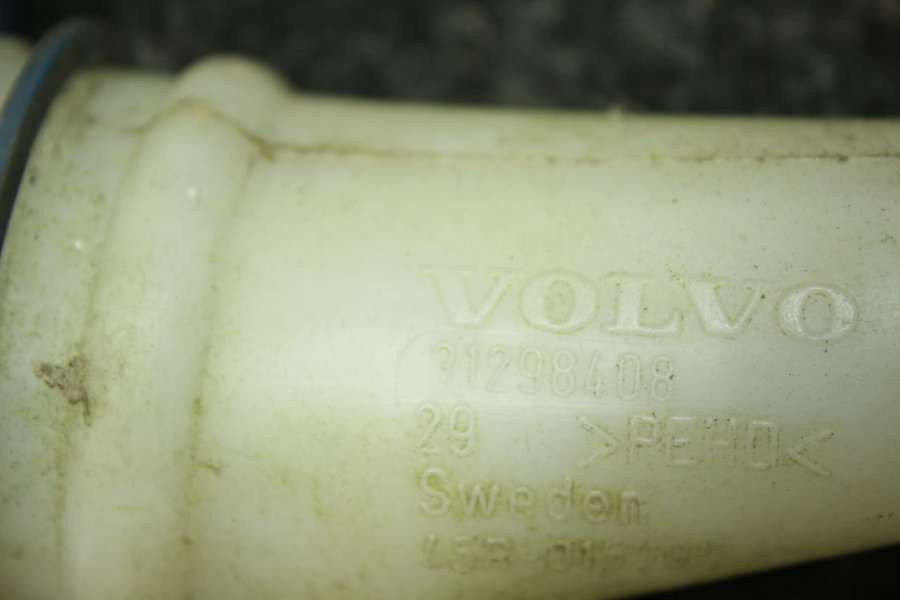 VOLVO
31298408
29 >PEHD<
Sweden